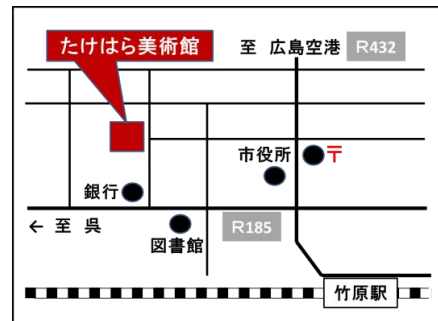 たけはら美術館
至 広島空港 R432
市役所 〒
銀行
← 至 呉
図書館
R185
竹原駅